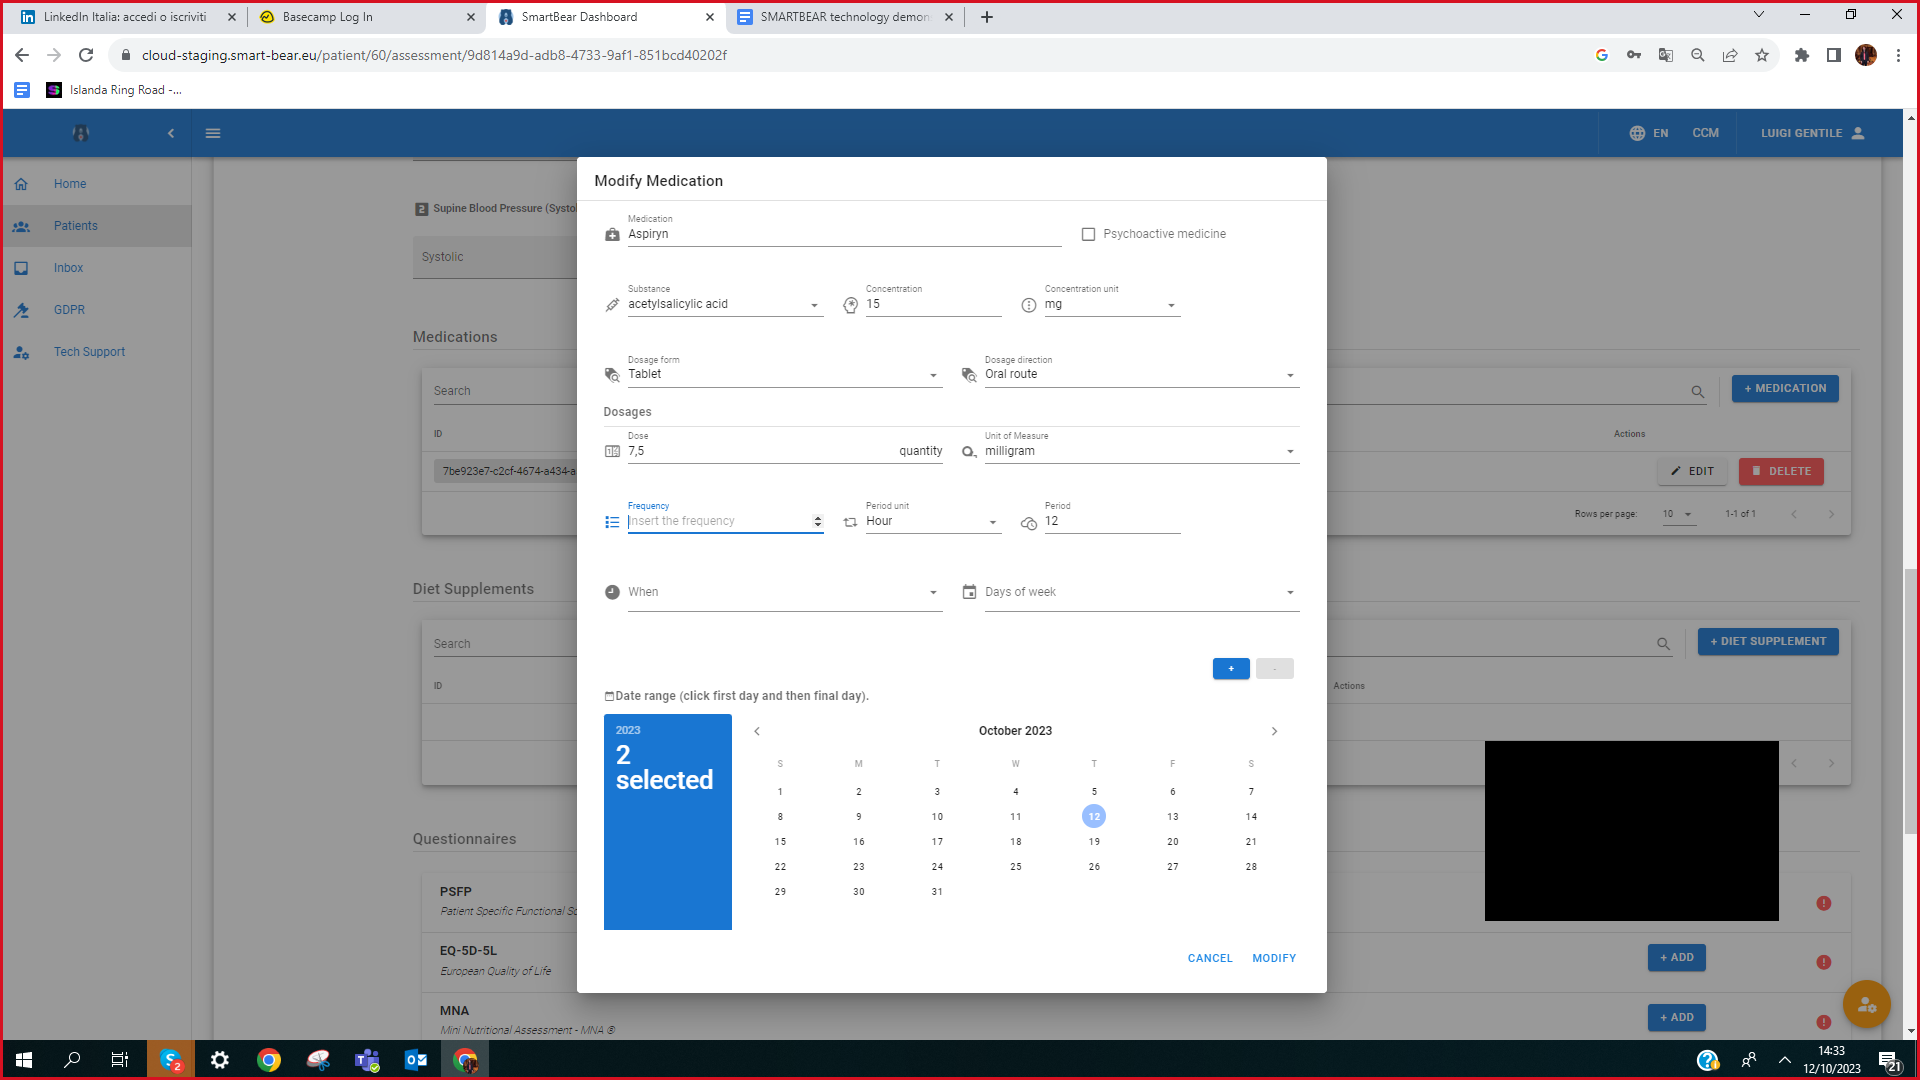 LinkedIn Italia: accedi o iscriviti
Basecamp Log In
SmartBear Dashboard
SMARTBEAR technology demon
cloud-staging.smart-bear.eu/patient/60/assessment/9d814a9d-adb8-4733-9af1-851bcd40202f
Islanda Ring Road -...
EN
CCM
LUIGI GENTILE
Home
Patients
Inbox
GDPR
Tech Support
2 Supine Blood Pressure (Systol
Systolic
Medications
Search
+ MEDICATION
ID
Actions
7be923e7-c2cf-4674-a434-a
EDIT
DELETE
Rows per page:
10
1-1 of 1
Diet Supplements
Search
+ DIET SUPPLEMENT
ID
Actions
Questionnaires
PSFP
Patient Specific Functional Sc
EQ-5D-5L
European Quality of Life
+ ADD
MNA
Mini Nutritional Assessment - MNA ®
+ ADD
Modify Medication
Medication
Aspiryn
Psychoactive medicine
Substance
acetylsalicylic acid
Concentration
15
Concentration unit
mg
Dosage form
Tablet
Dosage direction
Oral route
Dosages
Dose
7,5
quantity
Unit of Measure
milligram
Frequency
Insert the frequency
Period unit
Hour
Period
12
When
Days of week
+
-
Date range (click first day and then final day).
2023
2
selected
October 2023
S M T W T F S
1 2 3 4 5 6 7
8 9 10 11 12 13 14
15 16 17 18 19 20 21
22 23 24 25 26 27 28
29 30 31
CANCEL
MODIFY
14:33
12/10/2023
2
21